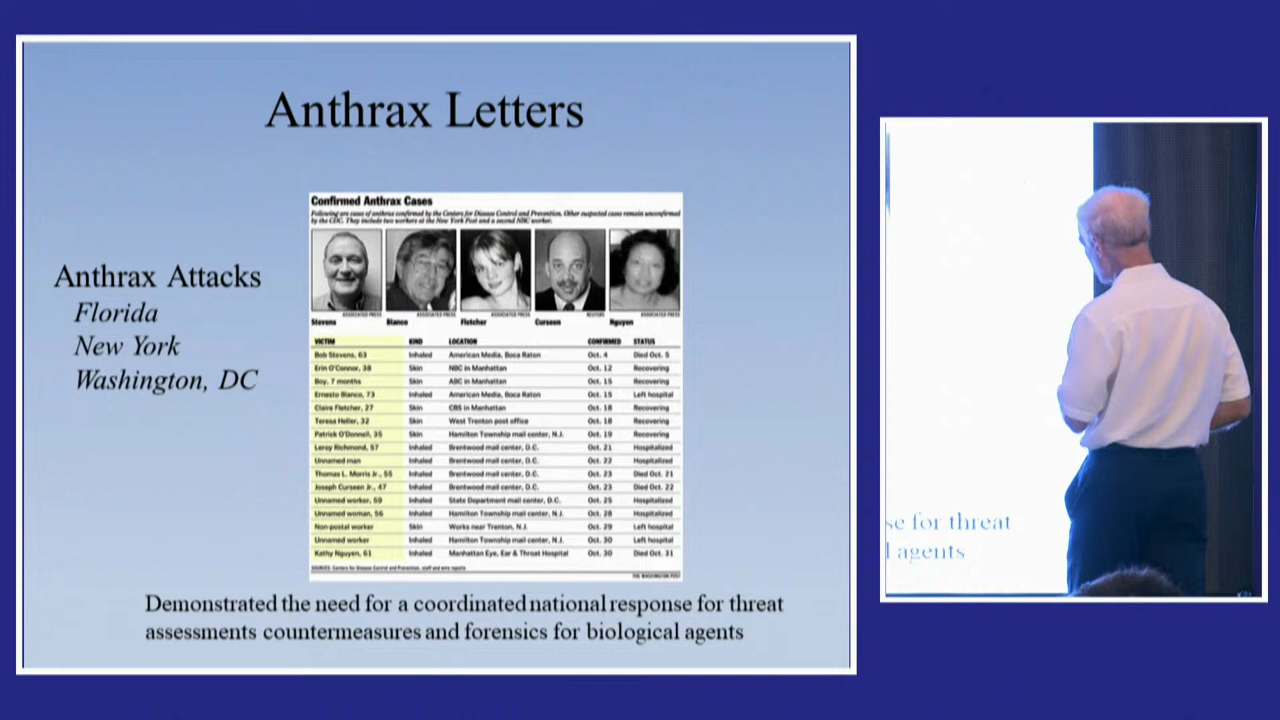 Anthrax Letters
Anthrax Attacks
Florida
New York
Washington, DC
Confirmed Anthrax Cases
Following are cases of anthrax confirmed by the Centers for Disease Control and Prevention. Other suspected cases remain unconfirmed
by the CDC. They include two workers at the New York Post and a second NBC worker.
ASSOCIATED PRESS ASSOCIATED PRESS ASSOCIATED PRESS REUTERS ASSOCIATED PRESS
Stevens Blanco Fletcher Curseen Nguyen
VICTIM KIND LOCATION CONFIRMED STATUS
Bob Stevens, 63 Inhaled American Media, Boca Raton Oct. 4 Died Oct. 5
Erin O'Connor, 38 Skin NBC in Manhattan Oct. 12 Recovering
Boy, 7 months Skin ABC in Manhattan Oct. 15 Recovering
Ernesto Blanco, 73 Inhaled American Media, Boca Raton Oct. 15 Left hospital
Claire Fletcher, 27 Skin CBS in Manhattan Oct. 18 Recovering
Teresa Heller, 32 Skin West Trenton post office Oct. 18 Recovering
Patrick O'Donnell, 35 Skin Hamilton Township mail center, N.J. Oct. 19 Recovering
Leroy Richmond, 57 Inhaled Brentwood mail center, D.C. Oct. 21 Hospitalized
Unnamed man Inhaled Brentwood mail center, D.C. Oct. 22 Hospitalized
Thomas L. Morris Jr., 55 Inhaled Brentwood mail center, D.C. Oct. 23 Died Oct. 21
Joseph Curseen Jr., 47 Inhaled Brentwood mail center, D.C. Oct. 23 Died Oct. 22
Unnamed worker, 59 Inhaled State Department mail center, D.C. Oct. 25 Hospitalized
Unnamed woman, 56 Inhaled Hamilton Township mail center, N.J. Oct. 28 Hospitalized
Non-postal worker Skin Works near Trenton, N.J. Oct. 29 Left hospital
Unnamed worker Inhaled Hamilton Township mail center, N.J. Oct. 30 Left hospital
Kathy Nguyen, 61 Inhaled Manhattan Eye, Ear & Throat Hospital Oct. 30 Died Oct. 31
SOURCES: Centers for Disease Control and Prevention, staff and wire reports
THE WASHINGTON POST
Demonstrated the need for a coordinated national response for threat
assessments countermeasures and forensics for biological agents
se for threat
l agents